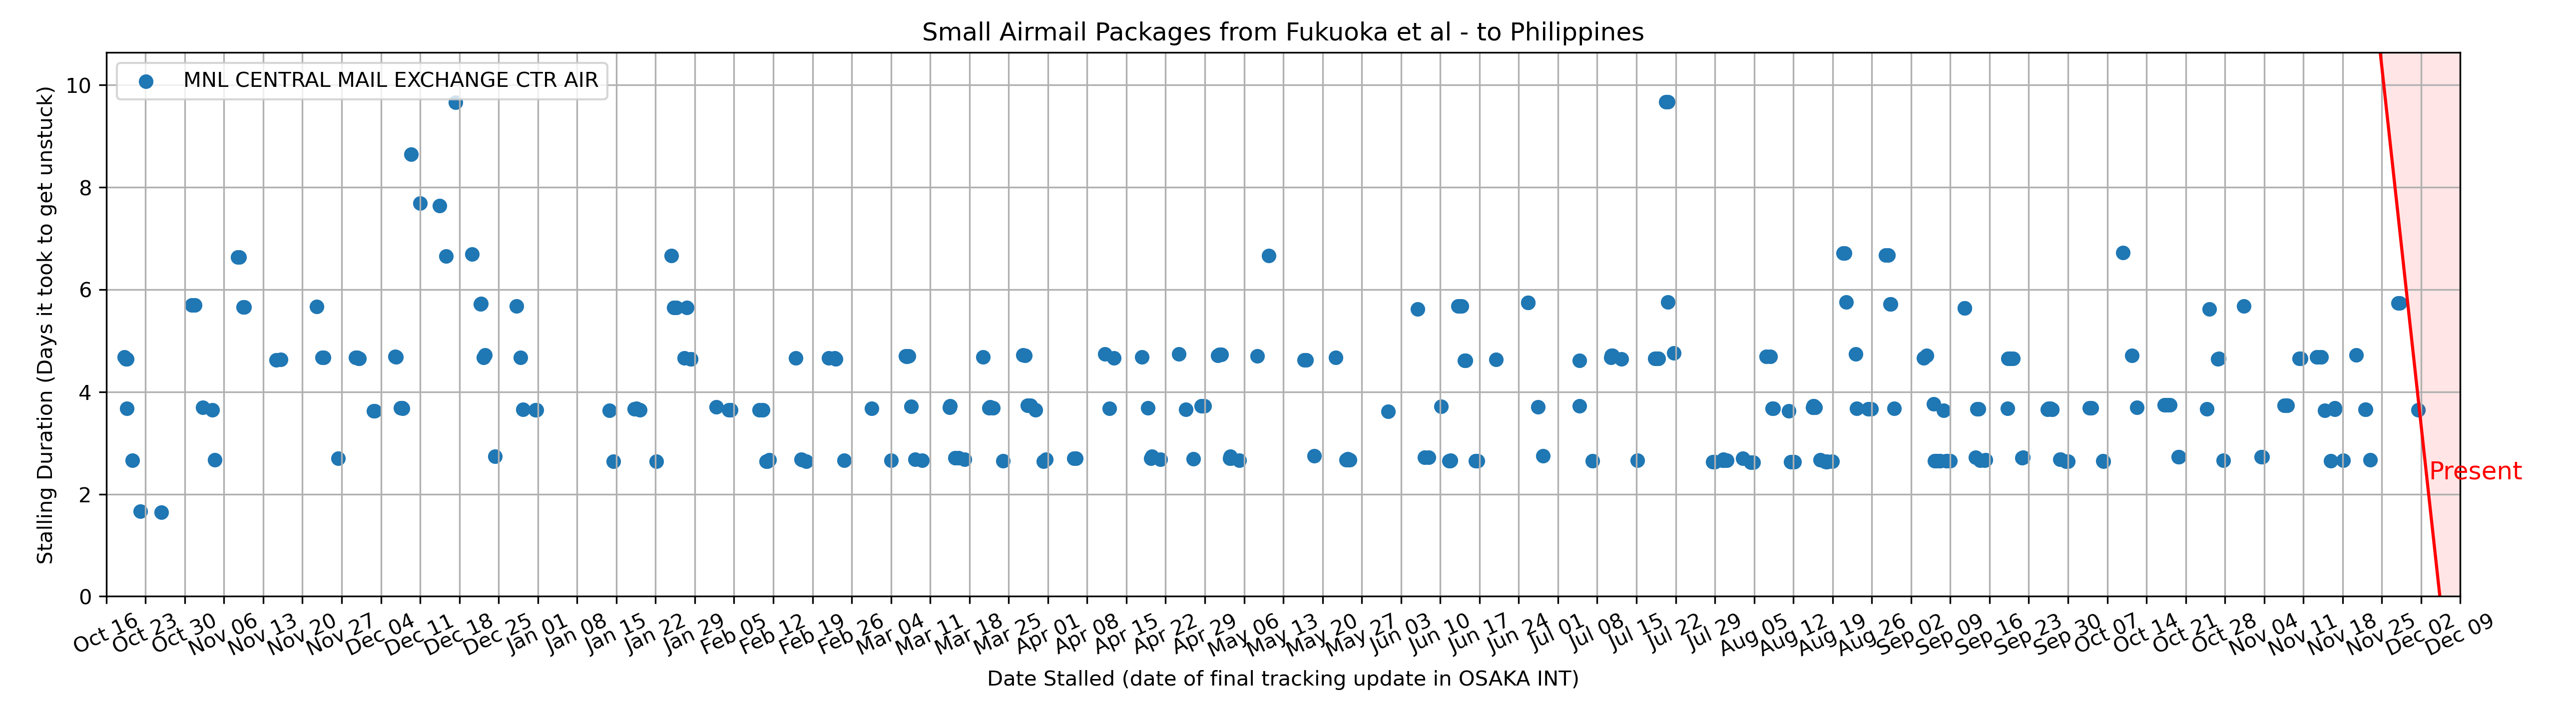 Small Airmail Packages from Fukuoka et al - to Philippines
MNL CENTRAL MAIL EXCHANGE CTR AIR
Stalling Duration (Days it took to get unstuck)
10
8
6
4
2
0
Present
Oct 16 Oct 23 Oct 30 Nov 06 Nov 13 Nov 20 Nov 27 Dec 04 Dec 11 Dec 18 Dec 25 Jan 01 Jan 08 Jan 15 Jan 22 Jan 29 Feb 05 Feb 12 Feb 19 Feb 26 Mar 04 Mar 11 Mar 18 Mar 25 Apr 01 Apr 08 Apr 15 Apr 22 Apr 29 May 06 May 13 May 20 May 27 Jun 03 Jun 10 Jun 17 Jun 24 Jul 01 Jul 08 Jul 15 Jul 22 Jul 29 Aug 05 Aug 12 Aug 19 Aug 26 Sep 02 Sep 09 Sep 16 Sep 23 Sep 30 Oct 07 Oct 14 Oct 21 Oct 28 Nov 04 Nov 11 Nov 18 Nov 25 Dec 02 Dec 09
Date Stalled (date of final tracking update in OSAKA INT)